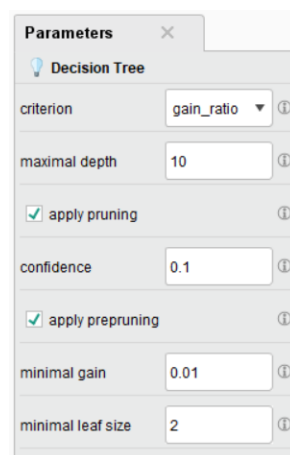 Parameters
Decision Tree
criterion gain_ratio
maximal depth 10
apply pruning
confidence 0.1
apply prepruning
minimal gain 0.01
minimal leaf size 2